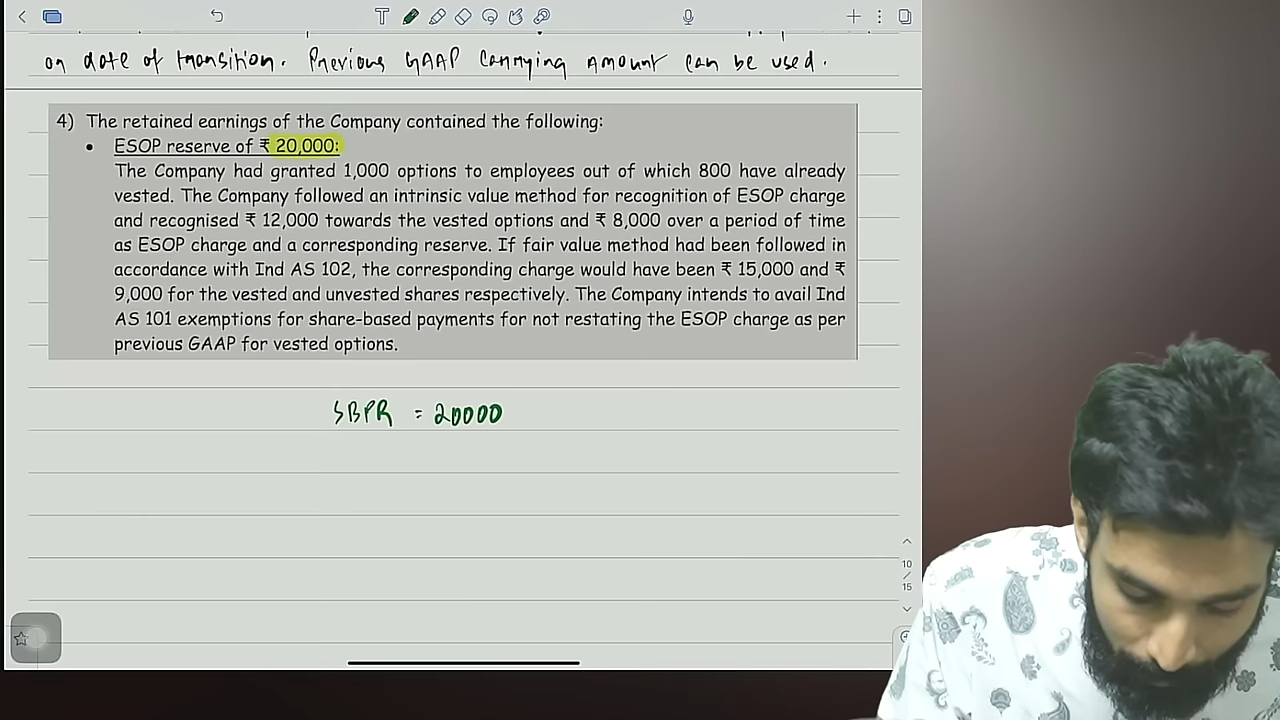 on date of transition. Previous GAAP Carrying amount can be used.
4) The retained earnings of the Company contained the following:
• ESOP reserve of ₹ 20,000:
The Company had granted 1,000 options to employees out of which 800 have already
vested. The Company followed an intrinsic value method for recognition of ESOP charge
and recognised ₹ 12,000 towards the vested options and ₹ 8,000 over a period of time
as ESOP charge and a corresponding reserve. If fair value method had been followed in
accordance with Ind AS 102, the corresponding charge would have been ₹ 15,000 and ₹
9,000 for the vested and unvested shares respectively. The Company intends to avail Ind
AS 101 exemptions for share-based payments for not restating the ESOP charge as per
previous GAAP for vested options.
SBPR = 20000
10
/
15